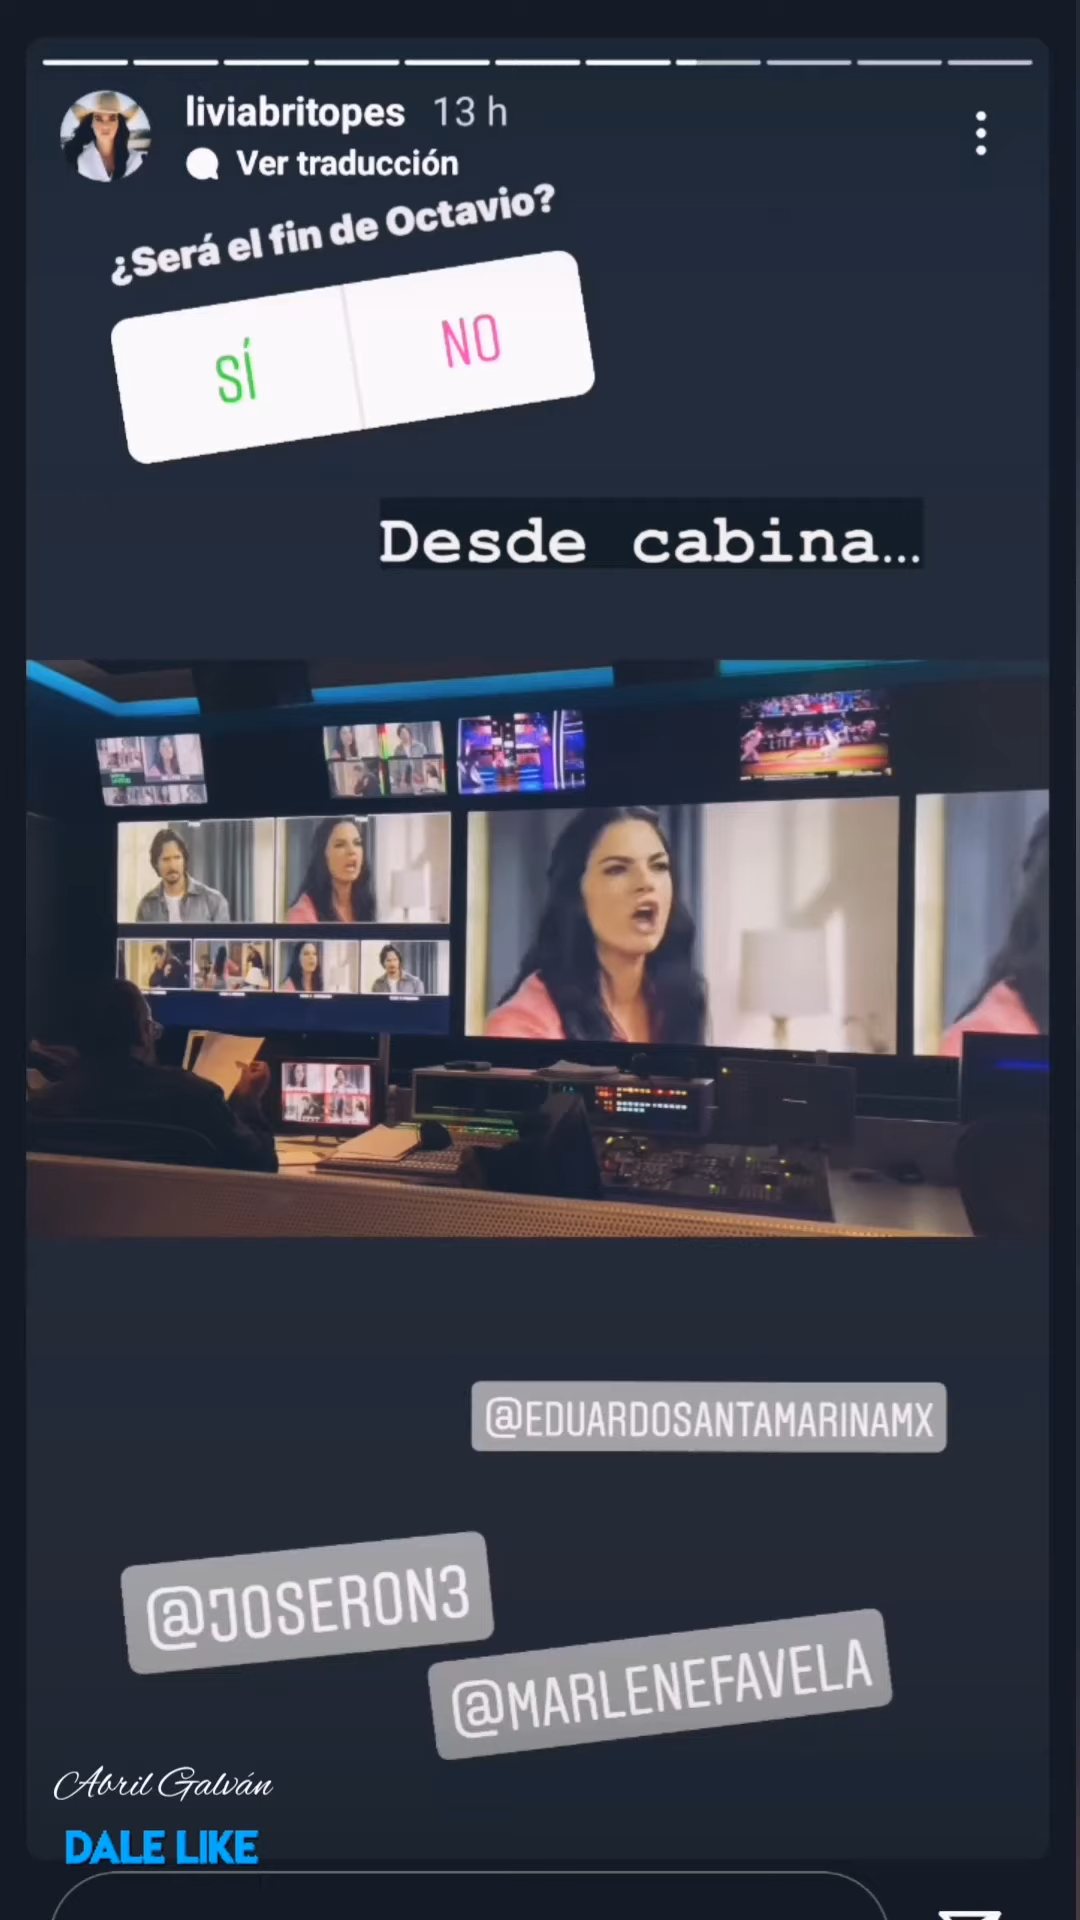 liviabritopes 13 h
Ver traducción
¿Será el fin de Octavio?
SÍ
NO
Desde cabina...
@EDUARDOSANTAMARINAMX
@JOSERON3
@MARLENEFAVELA
Abril Galván
DALE LIKE